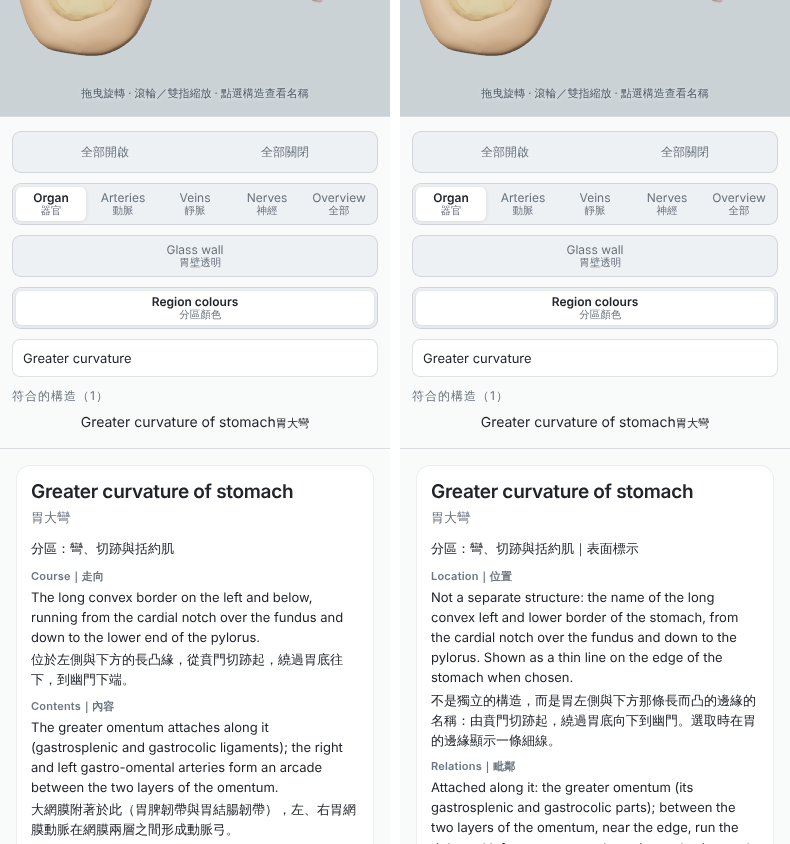 拖曳旋轉 · 滾輪／雙指縮放 · 點選構造查看名稱
全部開啟 全部關閉
Organ Arteries Veins Nerves Overview
器官 動脈 靜脈 神經 全部
Glass wall
胃壁透明
Region colours
分區顏色
Greater curvature
符合的構造（1）
Greater curvature of stomach胃大彎
Greater curvature of stomach
胃大彎
分區：彎、切跡與括約肌
Course｜走向
The long convex border on the left and below,
running from the cardial notch over the fundus and
down to the lower end of the pylorus.
位於左側與下方的長凸緣，從賁門切跡起，繞過胃底往
下，到幽門下端。
Contents｜內容
The greater omentum attaches along it
(gastrosplenic and gastrocolic ligaments); the right
and left gastro-omental arteries form an arcade
between the two layers of the omentum.
大網膜附著於此（胃脾韌帶與胃結腸韌帶），左、右胃網
膜動脈在網膜兩層之間形成動脈弓。
拖曳旋轉 · 滾輪／雙指縮放 · 點選構造查看名稱
全部開啟 全部關閉
Organ Arteries Veins Nerves Overview
器官 動脈 靜脈 神經 全部
Glass wall
胃壁透明
Region colours
分區顏色
Greater curvature
符合的構造（1）
Greater curvature of stomach胃大彎
Greater curvature of stomach
胃大彎
分區：彎、切跡與括約肌｜表面標示
Location｜位置
Not a separate structure: the name of the long
convex left and lower border of the stomach, from
the cardial notch over the fundus and down to the
pylorus. Shown as a thin line on the edge of the
stomach when chosen.
不是獨立的構造，而是胃左側與下方那條長而凸的邊緣的
名稱：由賁門切跡起，繞過胃底向下到幽門。選取時在胃
的邊緣顯示一條細線。
Relations｜毗鄰
Attached along it: the greater omentum (its
gastrosplenic and gastrocolic parts); between the
two layers of the omentum, near the edge, run the